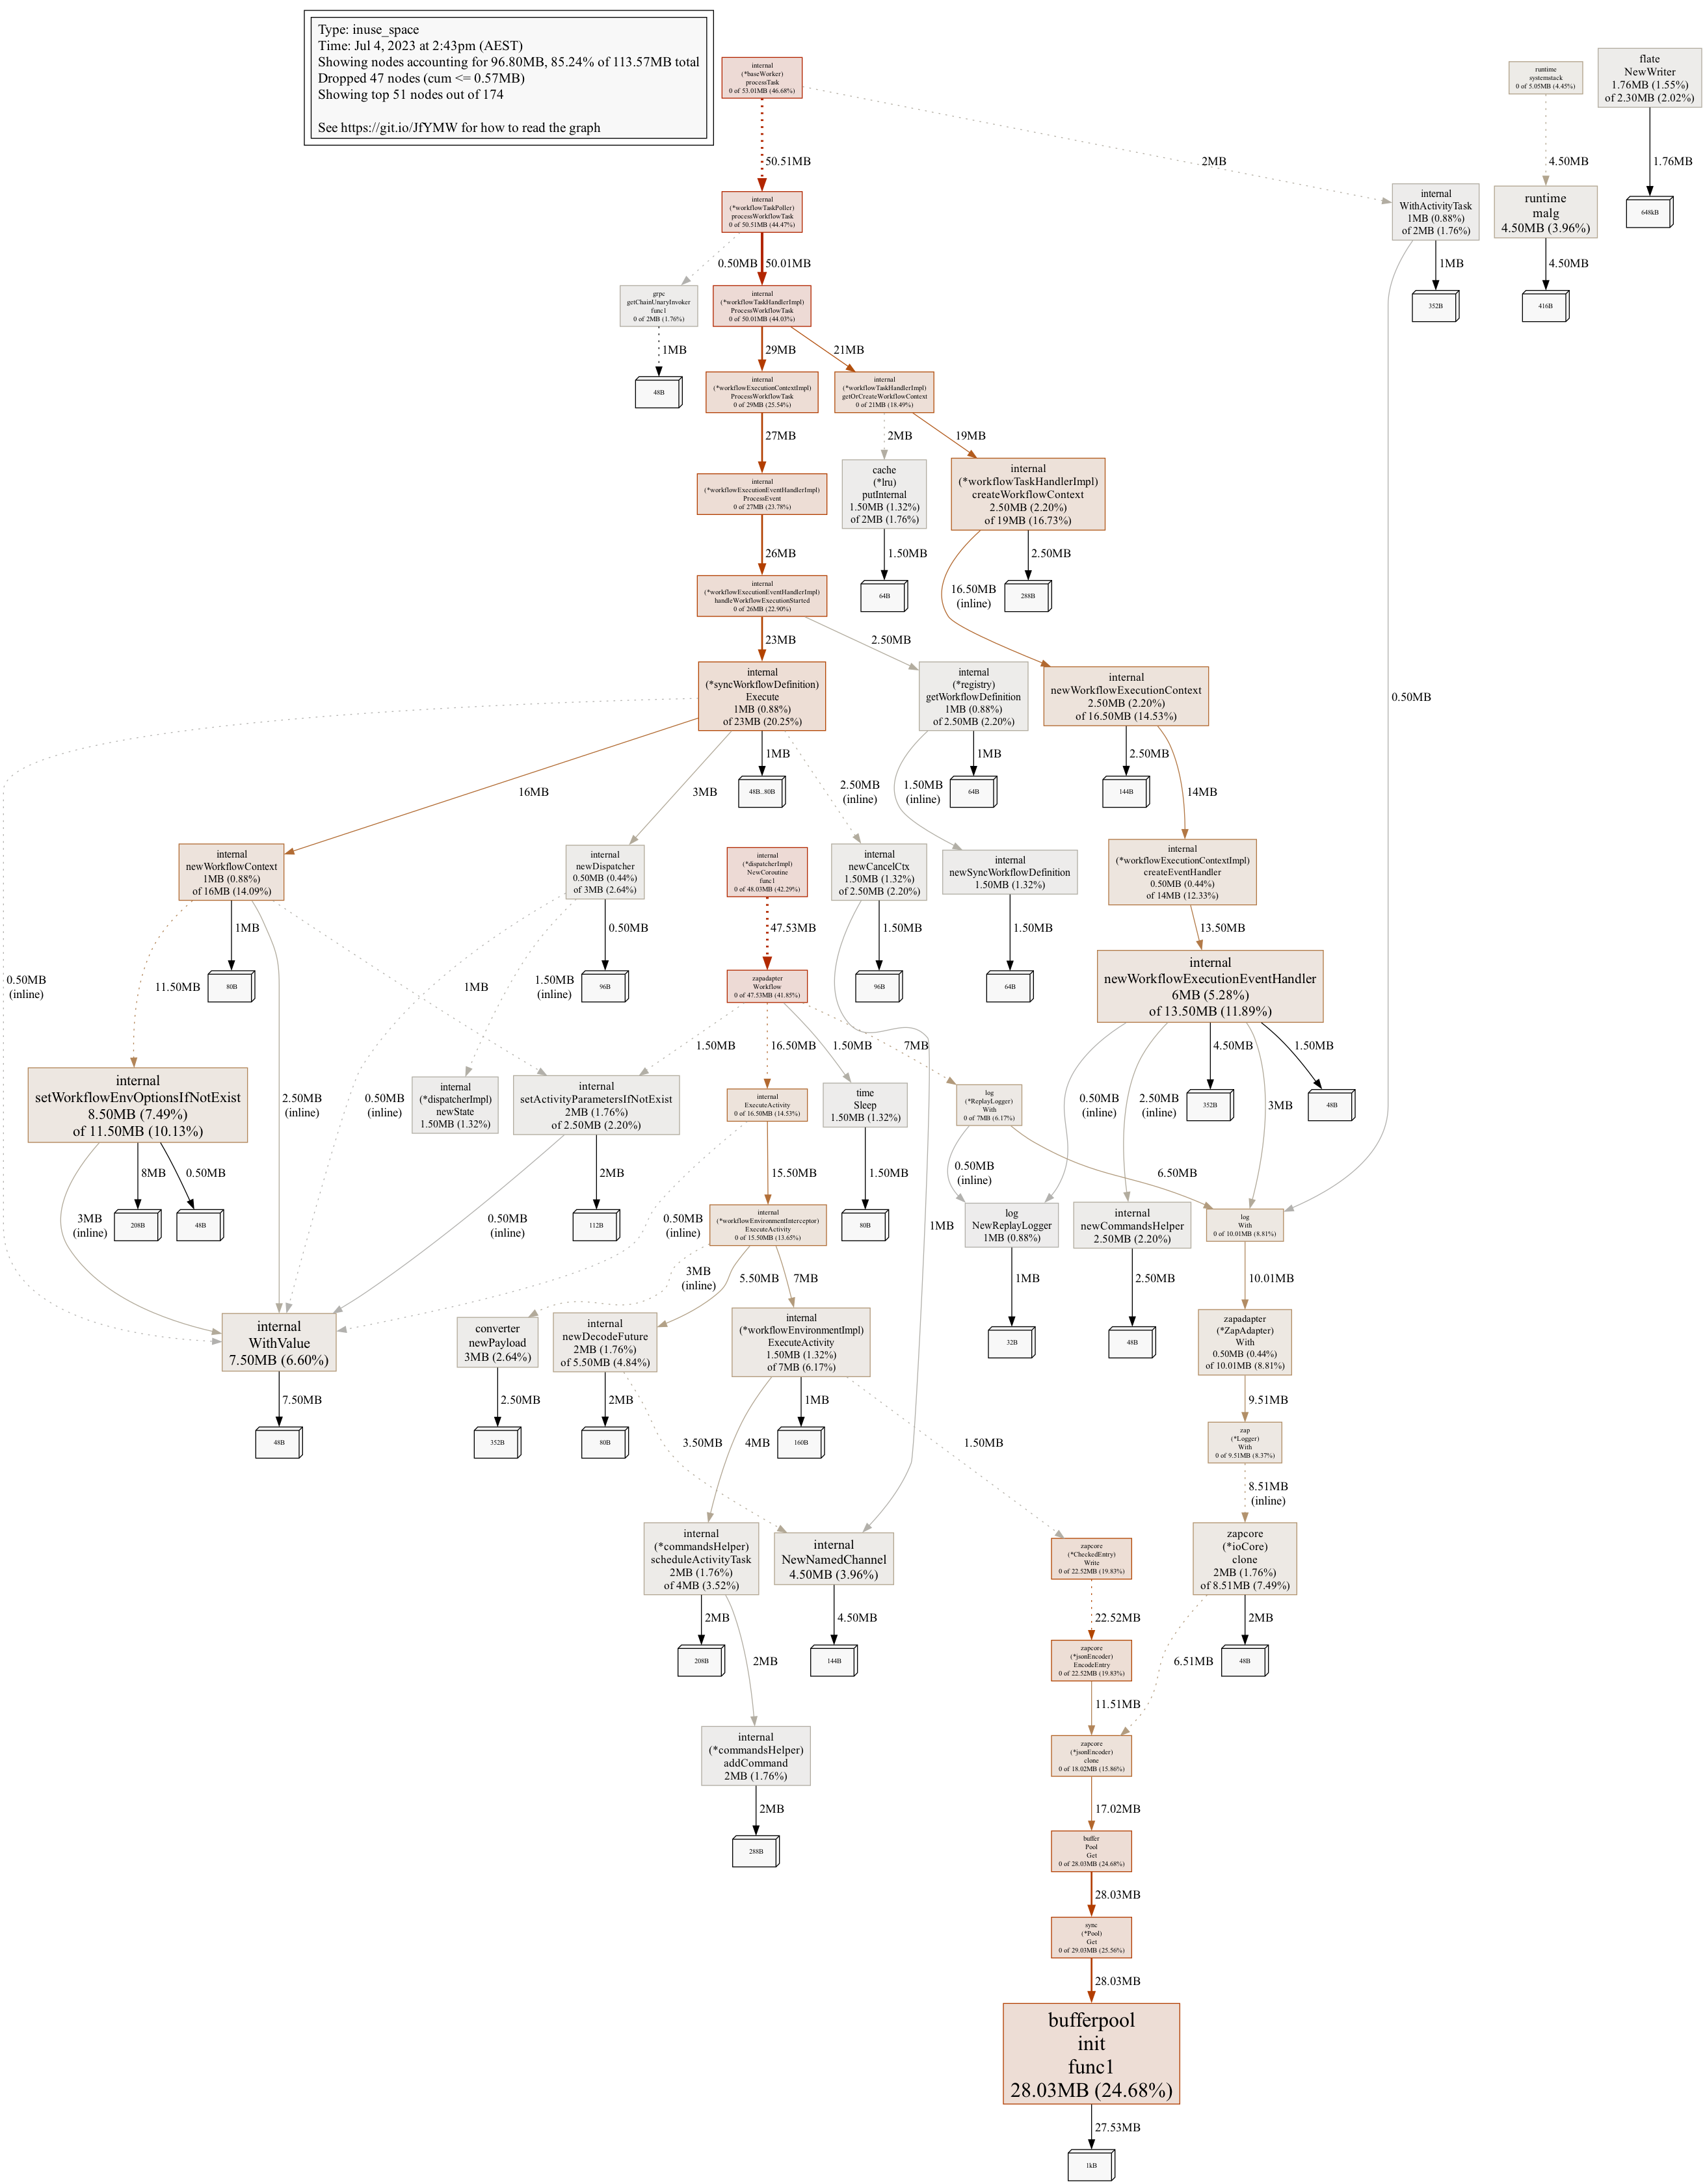 Type: inuse_space
Time: Jul 4, 2023 at 2:43pm (AEST)
Showing nodes accounting for 96.80MB, 85.24% of 113.57MB total
Dropped 47 nodes (cum <= 0.57MB)
Showing top 51 nodes out of 174
See https://git.io/JfYMW for how to read the graph
internal
(*baseWorker)
processTask
0 of 53.01MB (46.68%)
runtime
systemstack
0 of 5.05MB (4.45%)
flate
NewWriter
1.76MB (1.55%)
of 2.30MB (2.02%)
50.51MB
2MB
4.50MB
1.76MB
internal
(*workflowTaskPoller)
processWorkflowTask
0 of 50.51MB (44.47%)
internal
WithActivityTask
1MB (0.88%)
of 2MB (1.76%)
runtime
malg
4.50MB (3.96%)
648kB
0.50MB
50.01MB
1MB
4.50MB
grpc
getChainUnaryInvoker
func1
0 of 2MB (1.76%)
internal
(*workflowTaskHandlerImpl)
ProcessWorkflowTask
0 of 50.01MB (44.03%)
352B
416B
1MB
29MB
21MB
48B
internal
(*workflowExecutionContextImpl)
ProcessWorkflowTask
0 of 29MB (25.54%)
internal
(*workflowTaskHandlerImpl)
getOrCreateWorkflowContext
0 of 21MB (18.49%)
27MB
2MB
19MB
internal
(*workflowExecutionEventHandlerImpl)
ProcessEvent
0 of 27MB (23.78%)
cache
(*lru)
putInternal
1.50MB (1.32%)
of 2MB (1.76%)
internal
(*workflowTaskHandlerImpl)
createWorkflowContext
2.50MB (2.20%)
of 19MB (16.73%)
26MB
1.50MB
2.50MB
16.50MB
(inline)
internal
(*workflowExecutionEventHandlerImpl)
handleWorkflowExecutionStarted
0 of 26MB (22.90%)
64B
288B
23MB
2.50MB
0.50MB
internal
(*syncWorkflowDefinition)
Execute
1MB (0.88%)
of 23MB (20.25%)
internal
(*registry)
getWorkflowDefinition
1MB (0.88%)
of 2.50MB (2.20%)
internal
newWorkflowExecutionContext
2.50MB (2.20%)
of 16.50MB (14.53%)
16MB
3MB
1MB
2.50MB
(inline)
1.50MB
(inline)
1MB
2.50MB
14MB
48B..80B
64B
144B
internal
newWorkflowContext
1MB (0.88%)
of 16MB (14.09%)
internal
newDispatcher
0.50MB (0.44%)
of 3MB (2.64%)
internal
(*dispatcherImpl)
NewCoroutine
func1
0 of 48.03MB (42.29%)
internal
newCancelCtx
1.50MB (1.32%)
of 2.50MB (2.20%)
internal
newSyncWorkflowDefinition
1.50MB (1.32%)
internal
(*workflowExecutionContextImpl)
createEventHandler
0.50MB (0.44%)
of 14MB (12.33%)
1MB
0.50MB
47.53MB
1.50MB
1.50MB
13.50MB
0.50MB
(inline)
11.50MB
80B
1MB
1.50MB
(inline)
96B
zapadapter
Workflow
0 of 47.53MB (41.85%)
96B
64B
internal
newWorkflowExecutionEventHandler
6MB (5.28%)
of 13.50MB (11.89%)
1.50MB
16.50MB
1.50MB
7MB
4.50MB
1.50MB
internal
setWorkflowEnvOptionsIfNotExist
8.50MB (7.49%)
of 11.50MB (10.13%)
2.50MB
(inline)
0.50MB
(inline)
internal
(*dispatcherImpl)
newState
1.50MB (1.32%)
internal
setActivityParametersIfNotExist
2MB (1.76%)
of 2.50MB (2.20%)
internal
ExecuteActivity
0 of 16.50MB (14.53%)
time
Sleep
1.50MB (1.32%)
log
(*ReplayLogger)
With
0 of 7MB (6.17%)
0.50MB
(inline)
2.50MB
(inline)
352B
3MB
48B
8MB
0.50MB
2MB
15.50MB
1.50MB
0.50MB
(inline)
6.50MB
3MB
(inline)
208B
48B
0.50MB
(inline)
112B
0.50MB
(inline)
internal
(*workflowEnvironmentInterceptor)
ExecuteActivity
0 of 15.50MB (13.65%)
80B
1MB
log
NewReplayLogger
1MB (0.88%)
internal
newCommandsHelper
2.50MB (2.20%)
log
With
0 of 10.01MB (8.81%)
3MB
(inline)
5.50MB
7MB
1MB
2.50MB
10.01MB
internal
WithValue
7.50MB (6.60%)
converter
newPayload
3MB (2.64%)
internal
newDecodeFuture
2MB (1.76%)
of 5.50MB (4.84%)
internal
(*workflowEnvironmentImpl)
ExecuteActivity
1.50MB (1.32%)
of 7MB (6.17%)
32B
48B
zapadapter
(*ZapAdapter)
With
0.50MB (0.44%)
of 10.01MB (8.81%)
7.50MB
2.50MB
2MB
1MB
9.51MB
48B
352B
80B
3.50MB
4MB
160B
1.50MB
zap
(*Logger)
With
0 of 9.51MB (8.37%)
8.51MB
(inline)
internal
(*commandsHelper)
scheduleActivityTask
2MB (1.76%)
of 4MB (3.52%)
internal
NewNamedChannel
4.50MB (3.96%)
zapcore
(*CheckedEntry)
Write
0 of 22.52MB (19.83%)
zapcore
(*ioCore)
clone
2MB (1.76%)
of 8.51MB (7.49%)
2MB
4.50MB
22.52MB
2MB
208B
2MB
144B
zapcore
(*jsonEncoder)
EncodeEntry
0 of 22.52MB (19.83%)
6.51MB
48B
11.51MB
internal
(*commandsHelper)
addCommand
2MB (1.76%)
zapcore
(*jsonEncoder)
clone
0 of 18.02MB (15.86%)
2MB
17.02MB
288B
buffer
Pool
Get
0 of 28.03MB (24.68%)
28.03MB
sync
(*Pool)
Get
0 of 29.03MB (25.56%)
28.03MB
bufferpool
init
func1
28.03MB (24.68%)
27.53MB
1kB